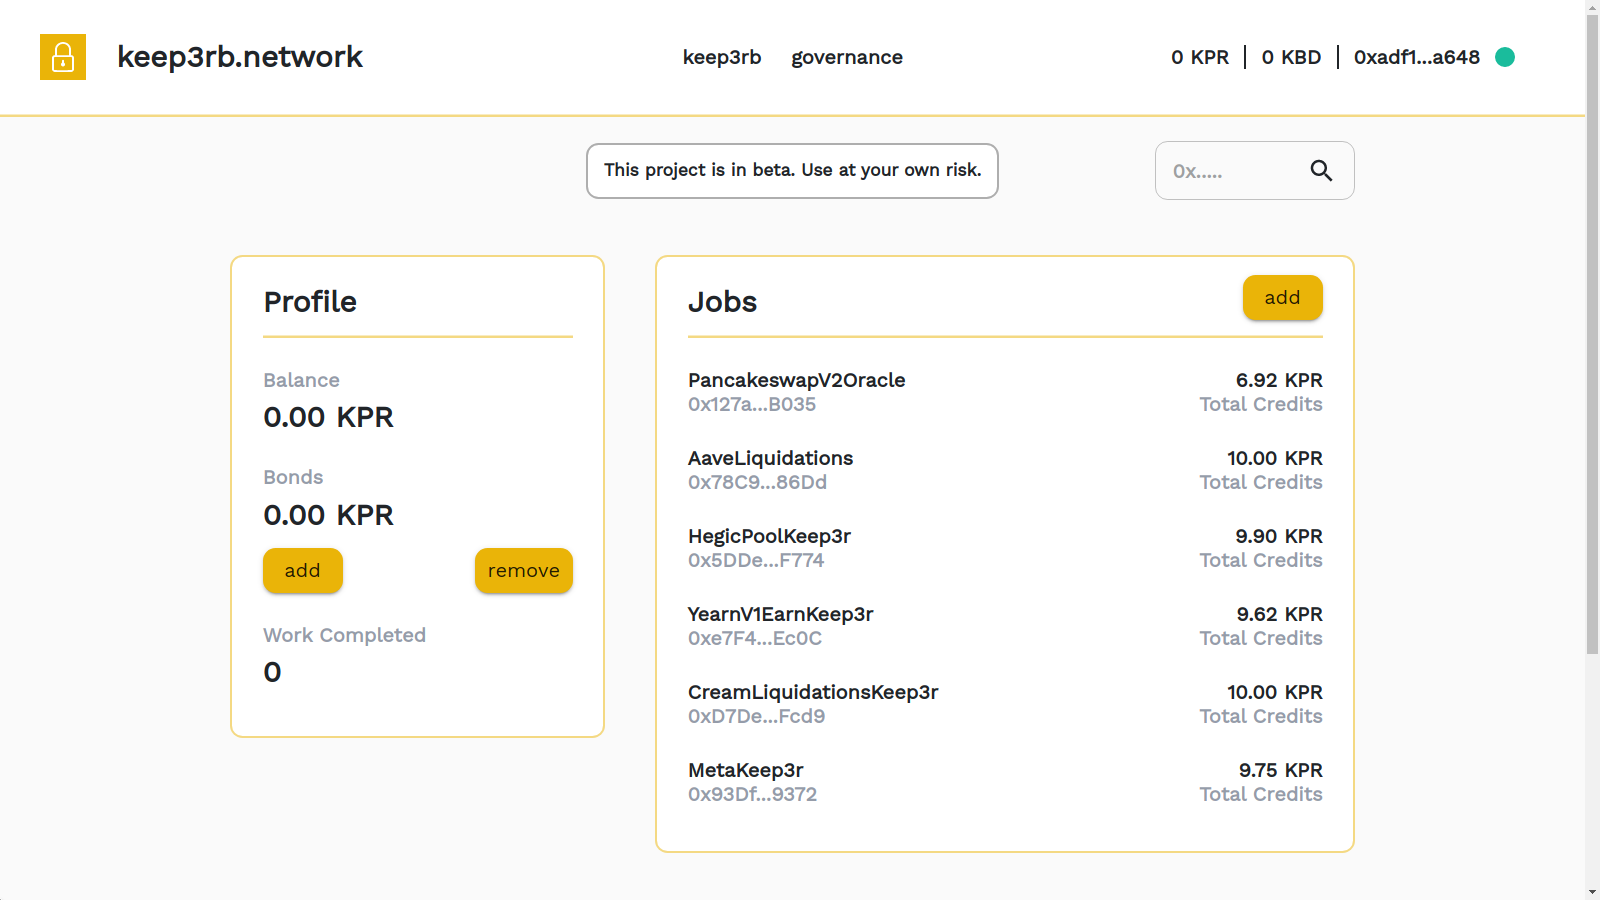 keep3rb.network
keep3rb governance
0 KPR 0 KBD 0xadf1...a648
This project is in beta. Use at your own risk.
0x.....
Profile
Balance
0.00 KPR
Bonds
0.00 KPR
add remove
Work Completed
0
Jobs add
PancakeswapV2Oracle 6.92 KPR
0x127a...B035 Total Credits
AaveLiquidations 10.00 KPR
0x78C9...86Dd Total Credits
HegicPoolKeep3r 9.90 KPR
0x5DDe...F774 Total Credits
YearnV1EarnKeep3r 9.62 KPR
0xe7F4...Ec0C Total Credits
CreamLiquidationsKeep3r 10.00 KPR
0xD7De...Fcd9 Total Credits
MetaKeep3r 9.75 KPR
0x93Df...9372 Total Credits